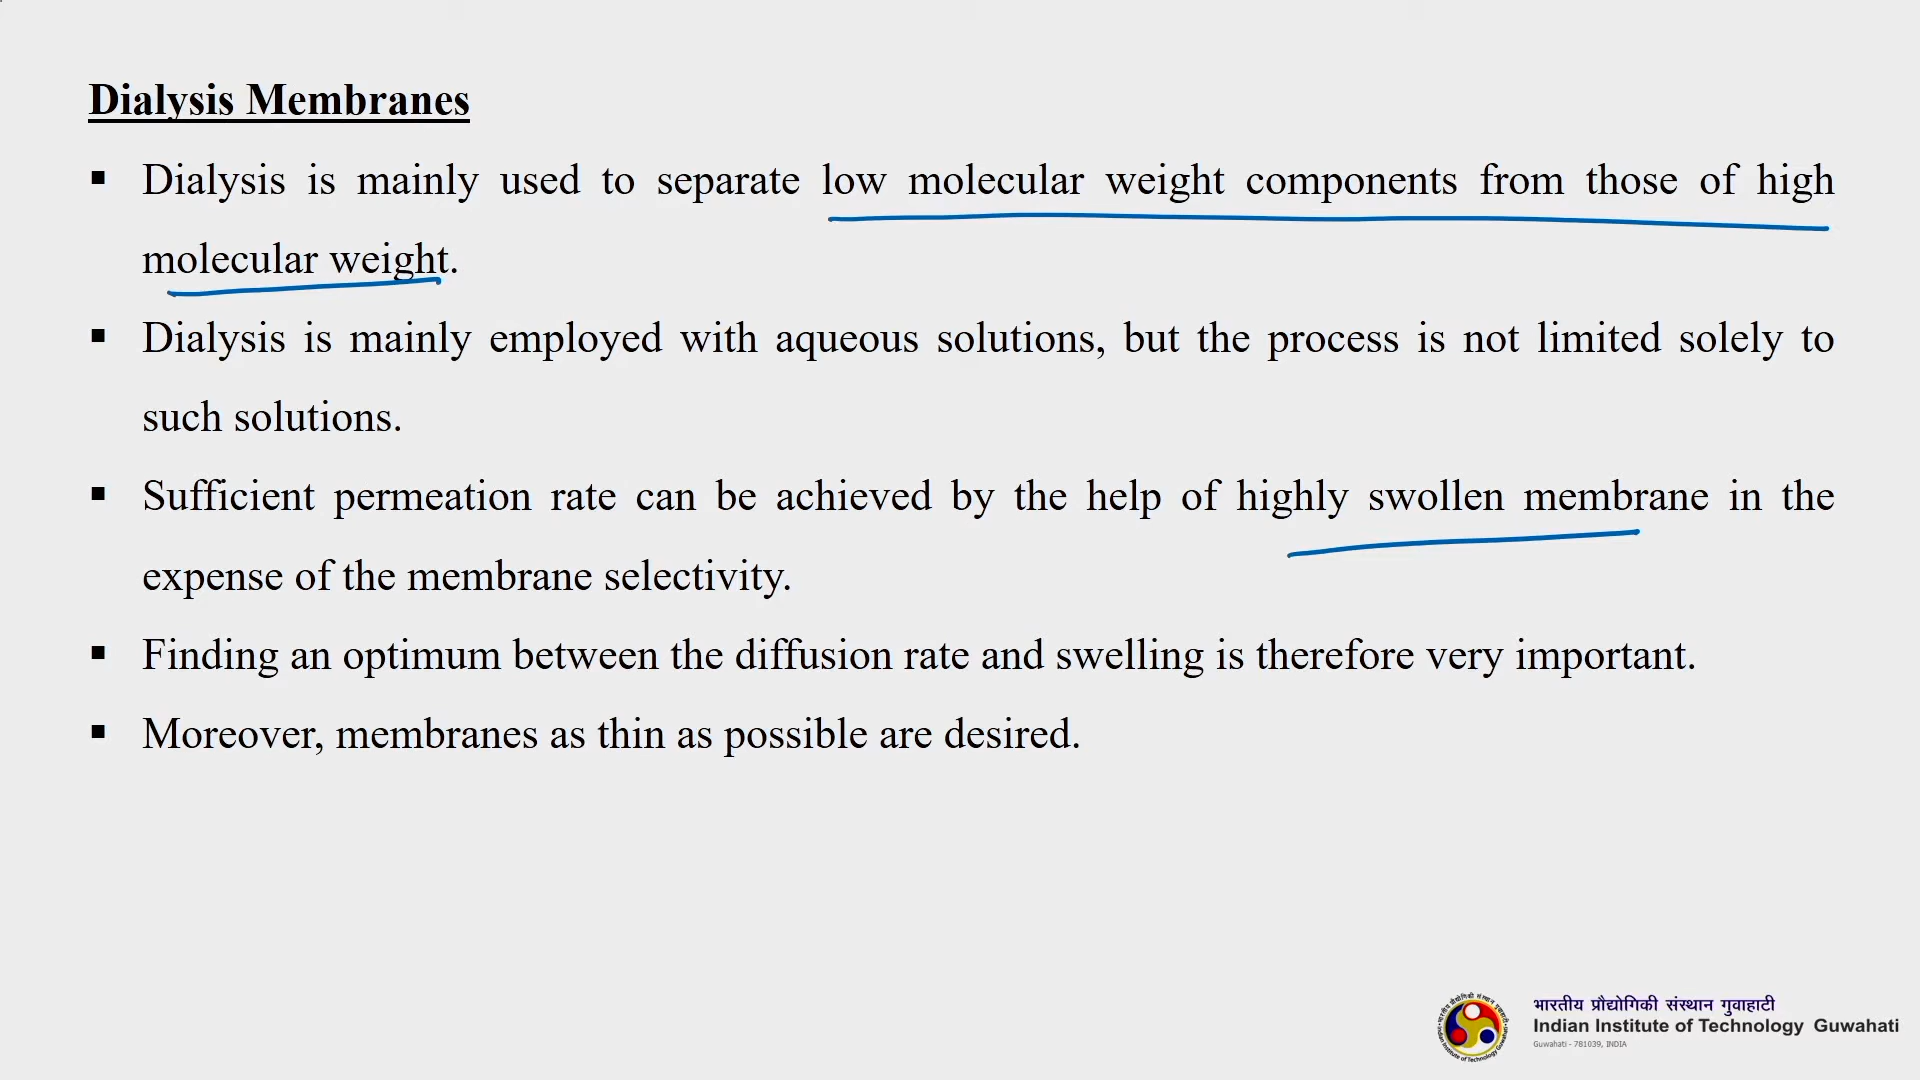 Dialysis Membranes
▪ Dialysis is mainly used to separate low molecular weight components from those of high
molecular weight.
▪ Dialysis is mainly employed with aqueous solutions, but the process is not limited solely to
such solutions.
▪ Sufficient permeation rate can be achieved by the help of highly swollen membrane in the
expense of the membrane selectivity.
▪ Finding an optimum between the diffusion rate and swelling is therefore very important.
▪ Moreover, membranes as thin as possible are desired.
भारतीय प्रौद्योगिकी संस्थान गुवाहाटी
Indian Institute of Technology Guwahati
Guwahati - 781039, INDIA